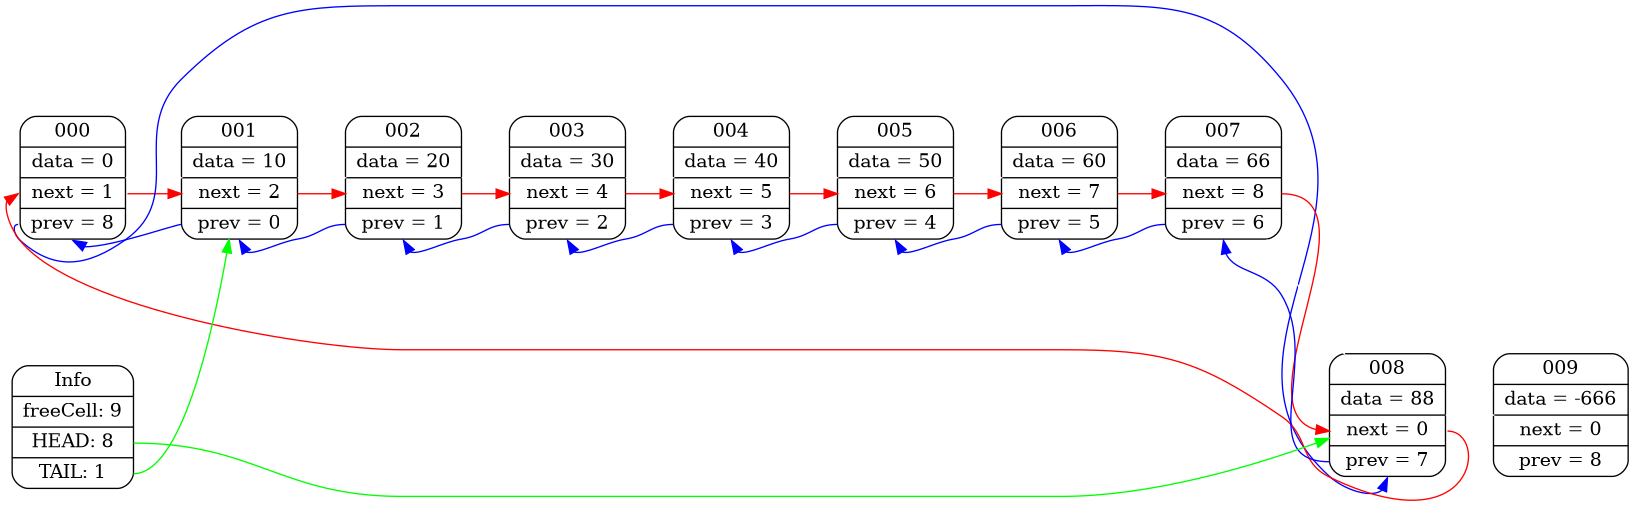 000
data = 0
next = 1
prev = 8
001
data = 10
next = 2
prev = 0
002
data = 20
next = 3
prev = 1
003
data = 30
next = 4
prev = 2
004
data = 40
next = 5
prev = 3
005
data = 50
next = 6
prev = 4
006
data = 60
next = 7
prev = 5
007
data = 66
next = 8
prev = 6
Info
freeCell: 9
HEAD: 8
TAIL: 1
008
data = 88
next = 0
prev = 7
009
data = -666
next = 0
prev = 8